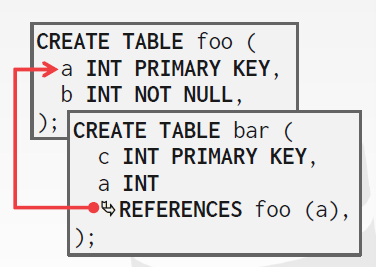 CREATE TABLE foo (
a INT PRIMARY KEY,
b INT NOT NULL,
);
CREATE TABLE bar (
c INT PRIMARY KEY,
a INT
↳REFERENCES foo (a),
);